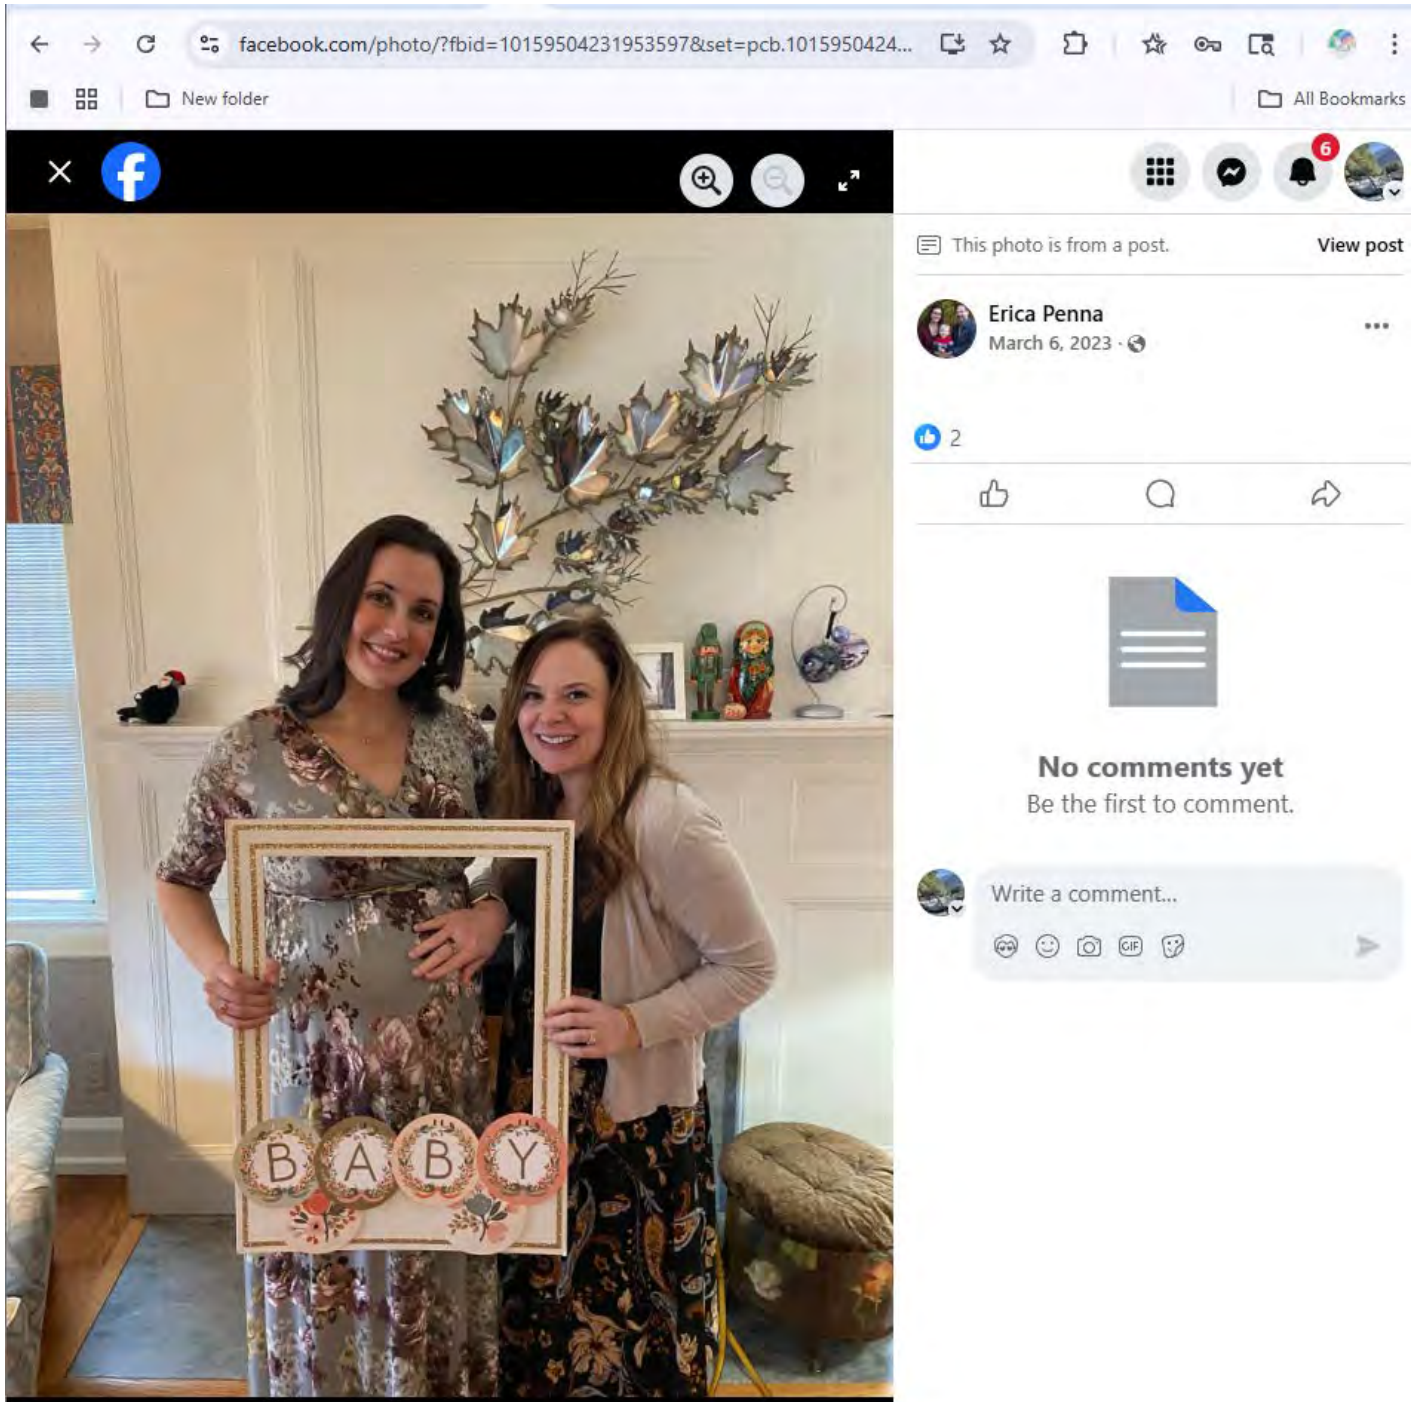 facebook.com/photo/?fbid=10159504231953597&set=pcb.1015950424...
New folder
All Bookmarks
6
This photo is from a post.
View post
Erica Penna
March 6, 2023 ·
2
No comments yet
Be the first to comment.
Write a comment...
GIF
BABY